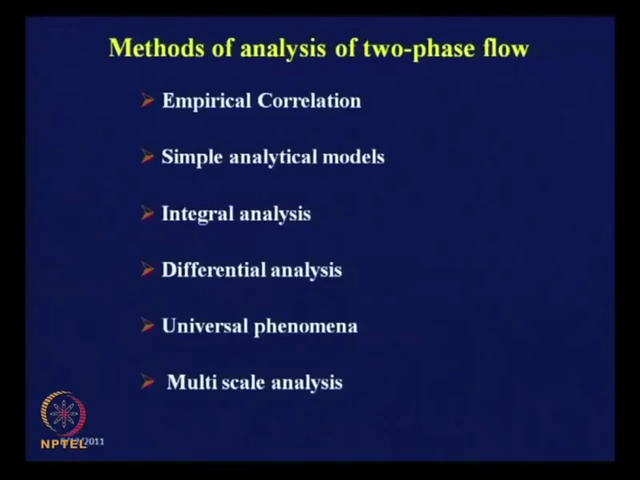 Methods of analysis of two-phase flow
Empirical Correlation
Simple analytical models
Integral analysis
Differential analysis
Universal phenomena
Multi scale analysis
NPTEL